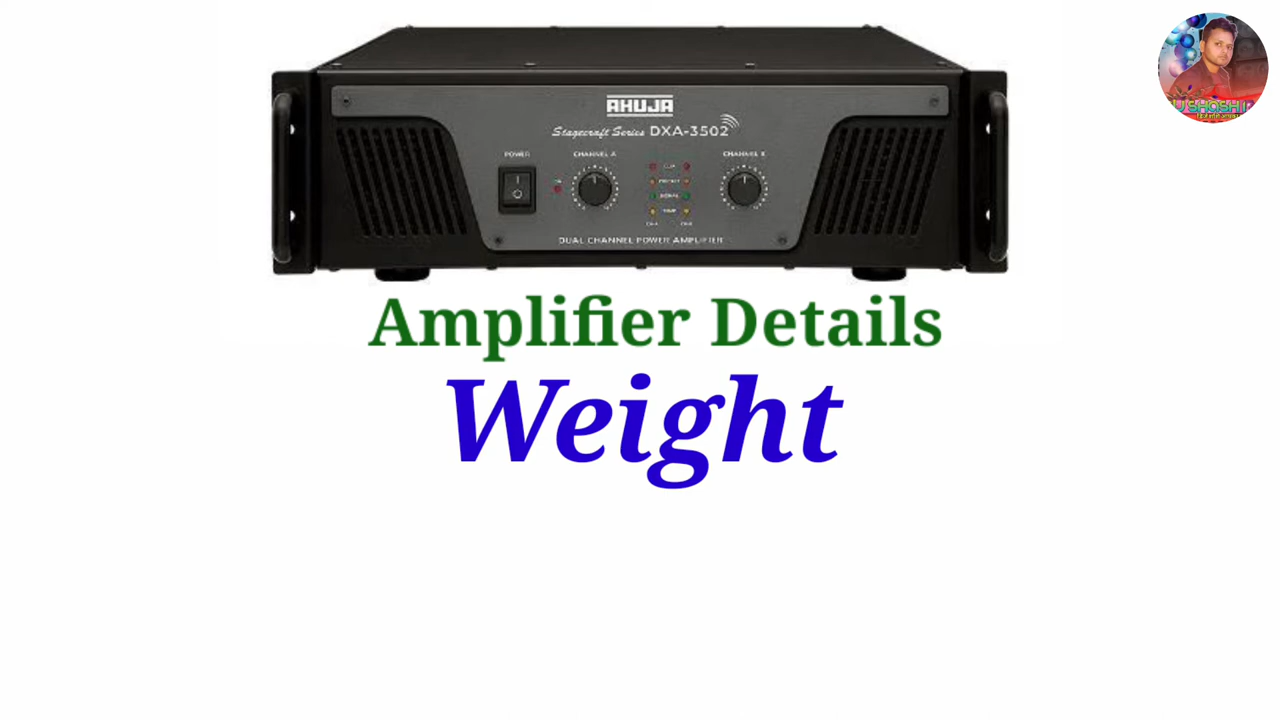 AHUJA
Stagecraft Series DXA-3502
POWER
CHANNEL A
CHANNEL B
DUAL CHANNEL POWER AMPLIFIER
Amplifier Details
Weight